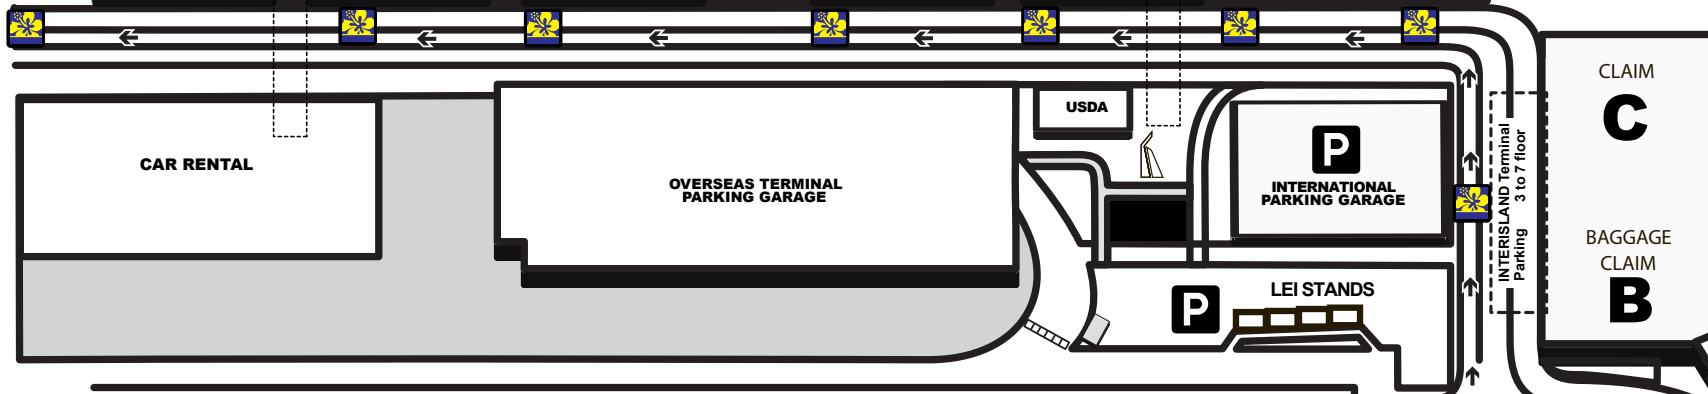 CLAIM
C
USDA
CAR RENTAL
OVERSEAS TERMINAL
PARKING GARAGE
P
INTERNATIONAL
PARKING GARAGE
INTERISLAND Terminal
Parking 3 to 7 floor
BAGGAGE
CLAIM
B
LEI STANDS
P